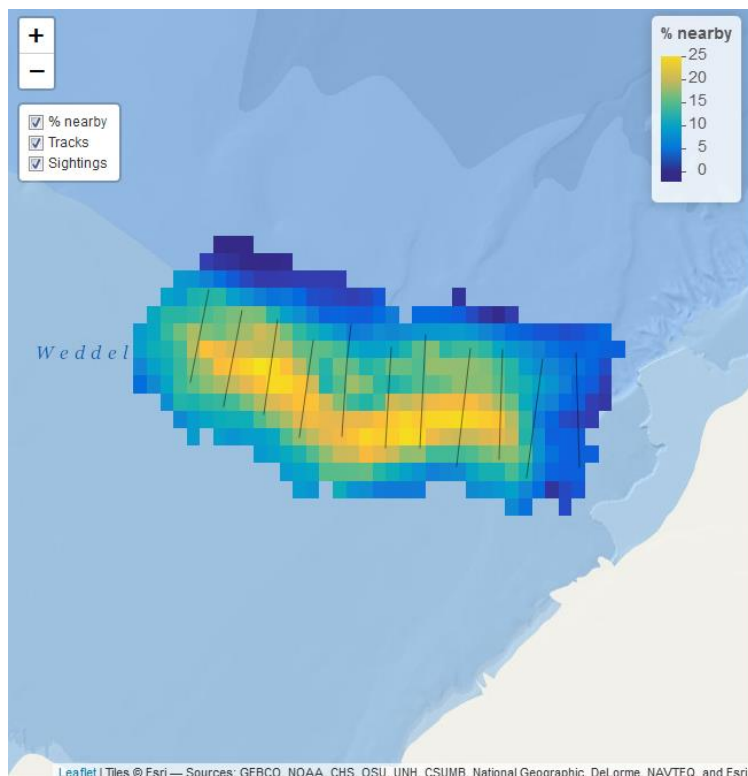 +
−
% nearby
Tracks
Sightings
% nearby
25
20
15
10
5
0
Weddel
Leaflet | Tiles © Esri — Sources: GEBCO, NOAA, CHS, OSU, UNH, CSUMB, National Geographic, DeLorme, NAVTEQ, and Esri